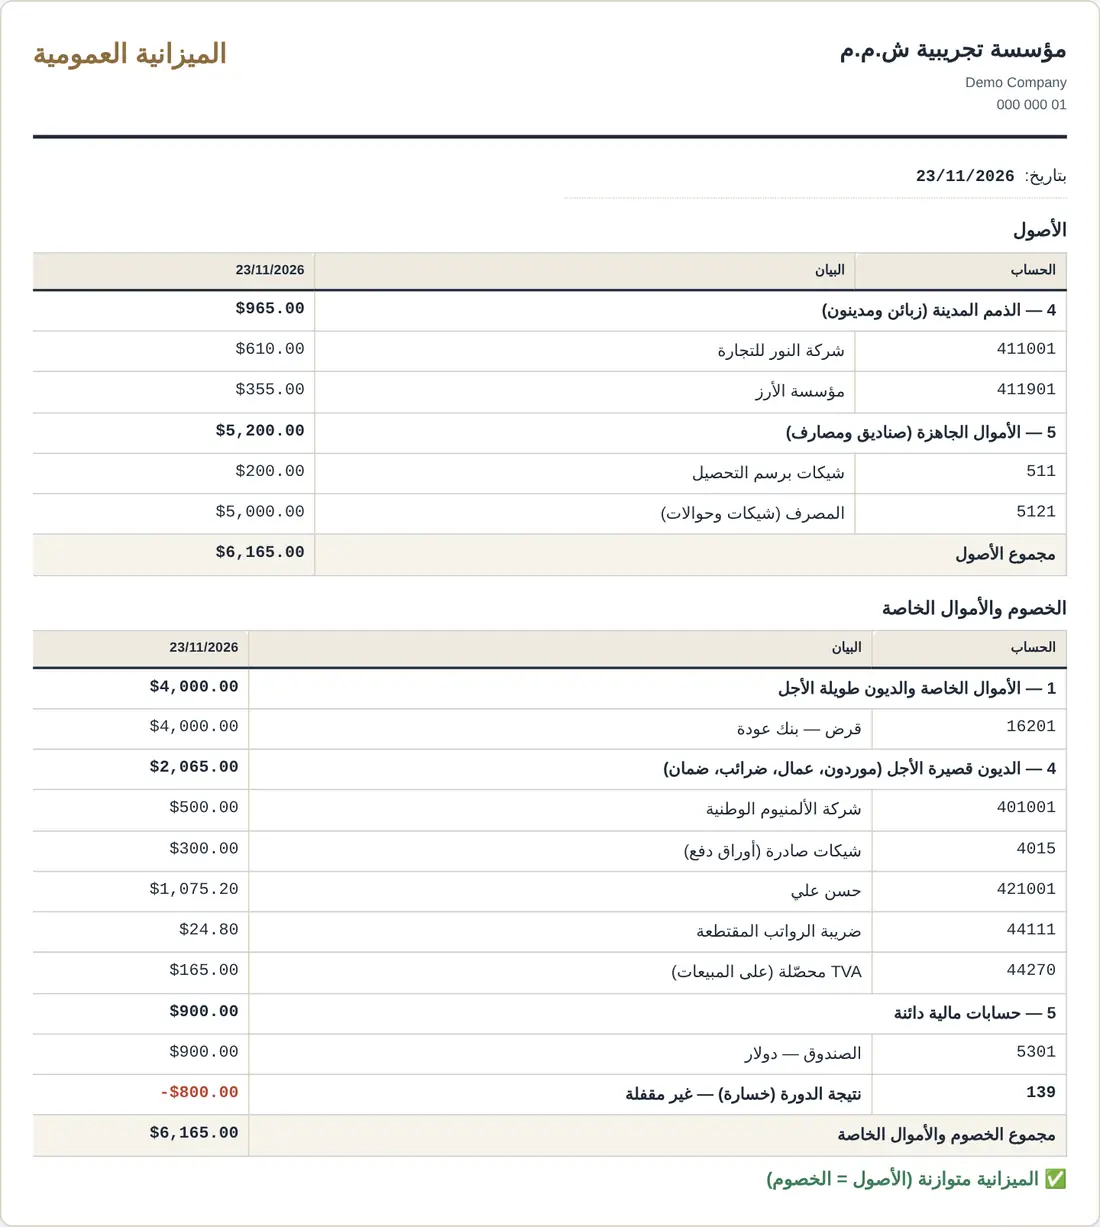 مؤسسة تجريبية ش.م.م
Demo Company
000 000 01
الميزانية العمومية
بتاريخ: 23/11/2026
الأصول
الحساب البيان 23/11/2026
4 — الذمم المدينة (زبائن ومدينون) $965.00
411001 شركة النور للتجارة $610.00
411901 مؤسسة الأرز $355.00
5 — الأموال الجاهزة (صناديق ومصارف) $5,200.00
511 شيكات برسم التحصيل $200.00
5121 المصرف (شيكات وحوالات) $5,000.00
مجموع الأصول $6,165.00
الخصوم والأموال الخاصة
الحساب البيان 23/11/2026
1 — الأموال الخاصة والديون طويلة الأجل $4,000.00
16201 قرض — بنك عودة $4,000.00
4 — الديون قصيرة الأجل (موردون، عمال، ضرائب، ضمان) $2,065.00
401001 شركة الألمنيوم الوطنية $500.00
4015 شيكات صادرة (أوراق دفع) $300.00
421001 حسن علي $1,075.20
44111 ضريبة الرواتب المقتطعة $24.80
44270 TVA محصّلة (على المبيعات) $165.00
5 — حسابات مالية دائنة $900.00
5301 الصندوق — دولار $900.00
139 نتيجة الدورة (خسارة) — غير مقفلة -$800.00
مجموع الخصوم والأموال الخاصة $6,165.00
✅ الميزانية متوازنة (الأصول = الخصوم)